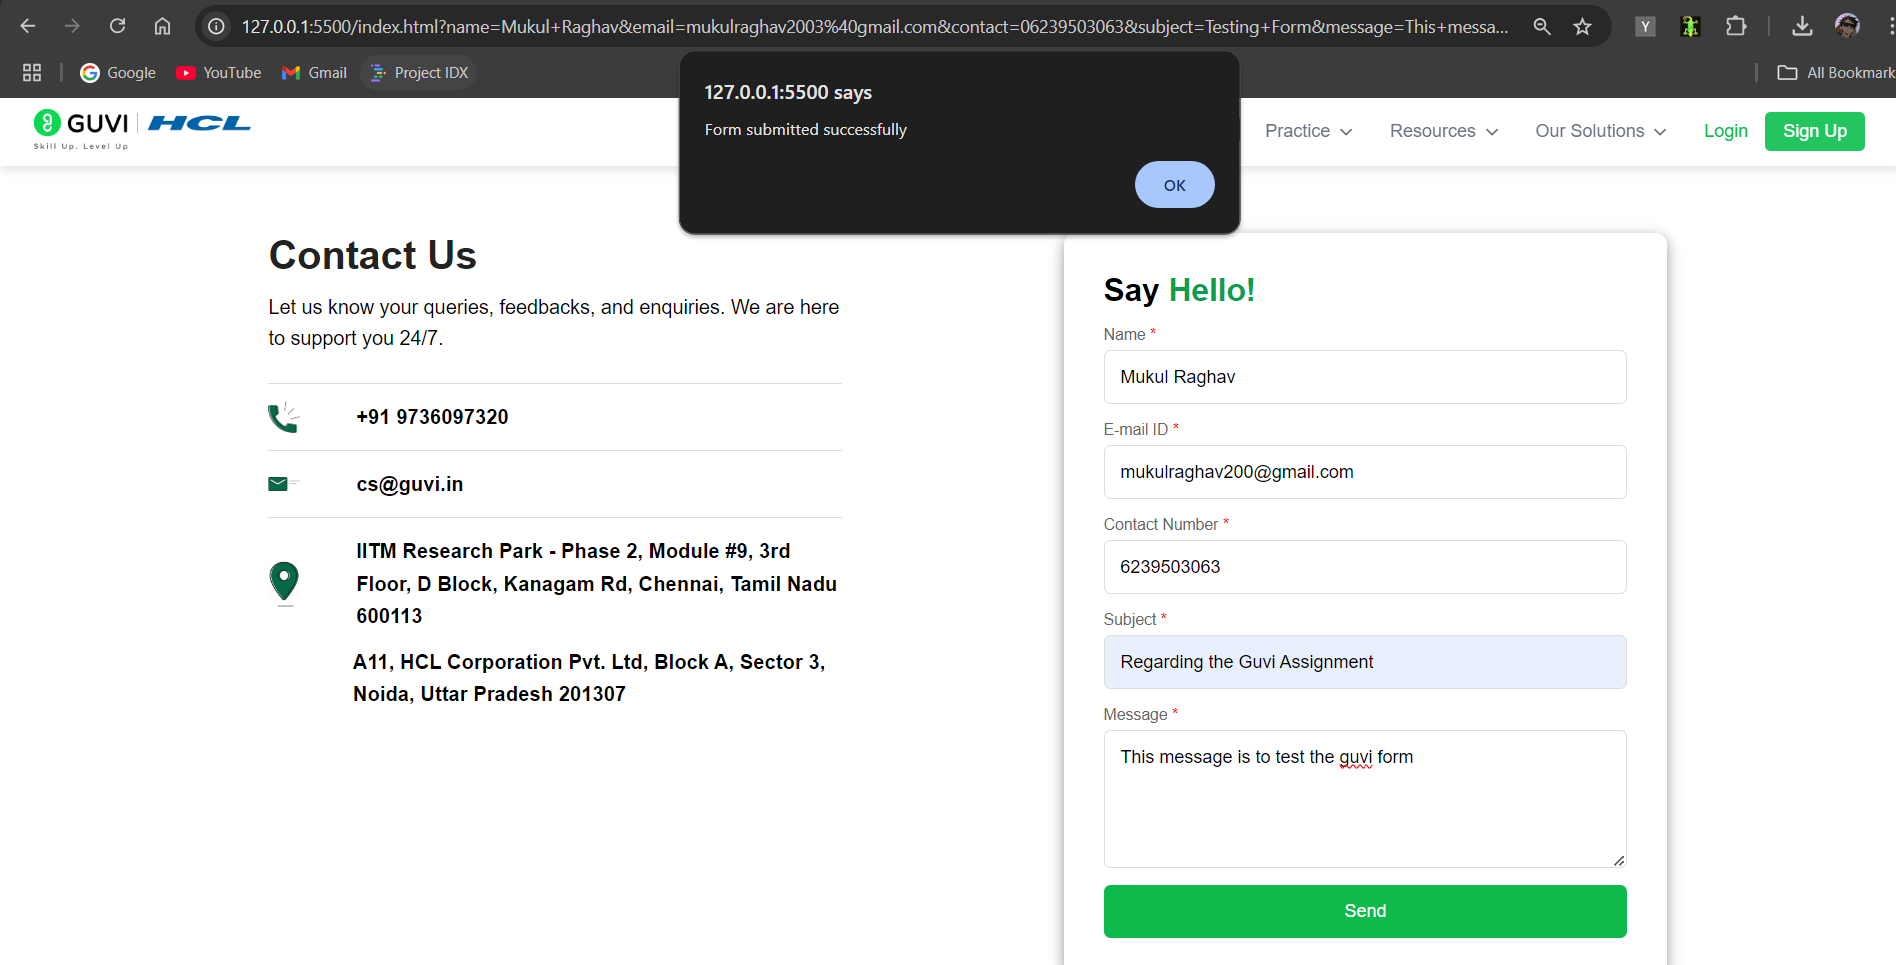 127.0.0.1:5500/index.html?name=Mukul+Raghav&email=mukulraghav2003%40gmail.com&contact=06239503063&subject=Testing+Form&message=This+messa...
Y
Google
YouTube
Gmail
Project IDX
All Bookmark
127.0.0.1:5500 says
Form submitted successfully
OK
GUVI
HCL
Skill Up. Level Up
Practice
Resources
Our Solutions
Login
Sign Up
Contact Us
Let us know your queries, feedbacks, and enquiries. We are here
to support you 24/7.
+91 9736097320
cs@guvi.in
IITM Research Park - Phase 2, Module #9, 3rd
Floor, D Block, Kanagam Rd, Chennai, Tamil Nadu
600113
A11, HCL Corporation Pvt. Ltd, Block A, Sector 3,
Noida, Uttar Pradesh 201307
Say Hello!
Name *
Mukul Raghav
E-mail ID *
mukulraghav200@gmail.com
Contact Number *
6239503063
Subject *
Regarding the Guvi Assignment
Message *
This message is to test the guvi form
Send